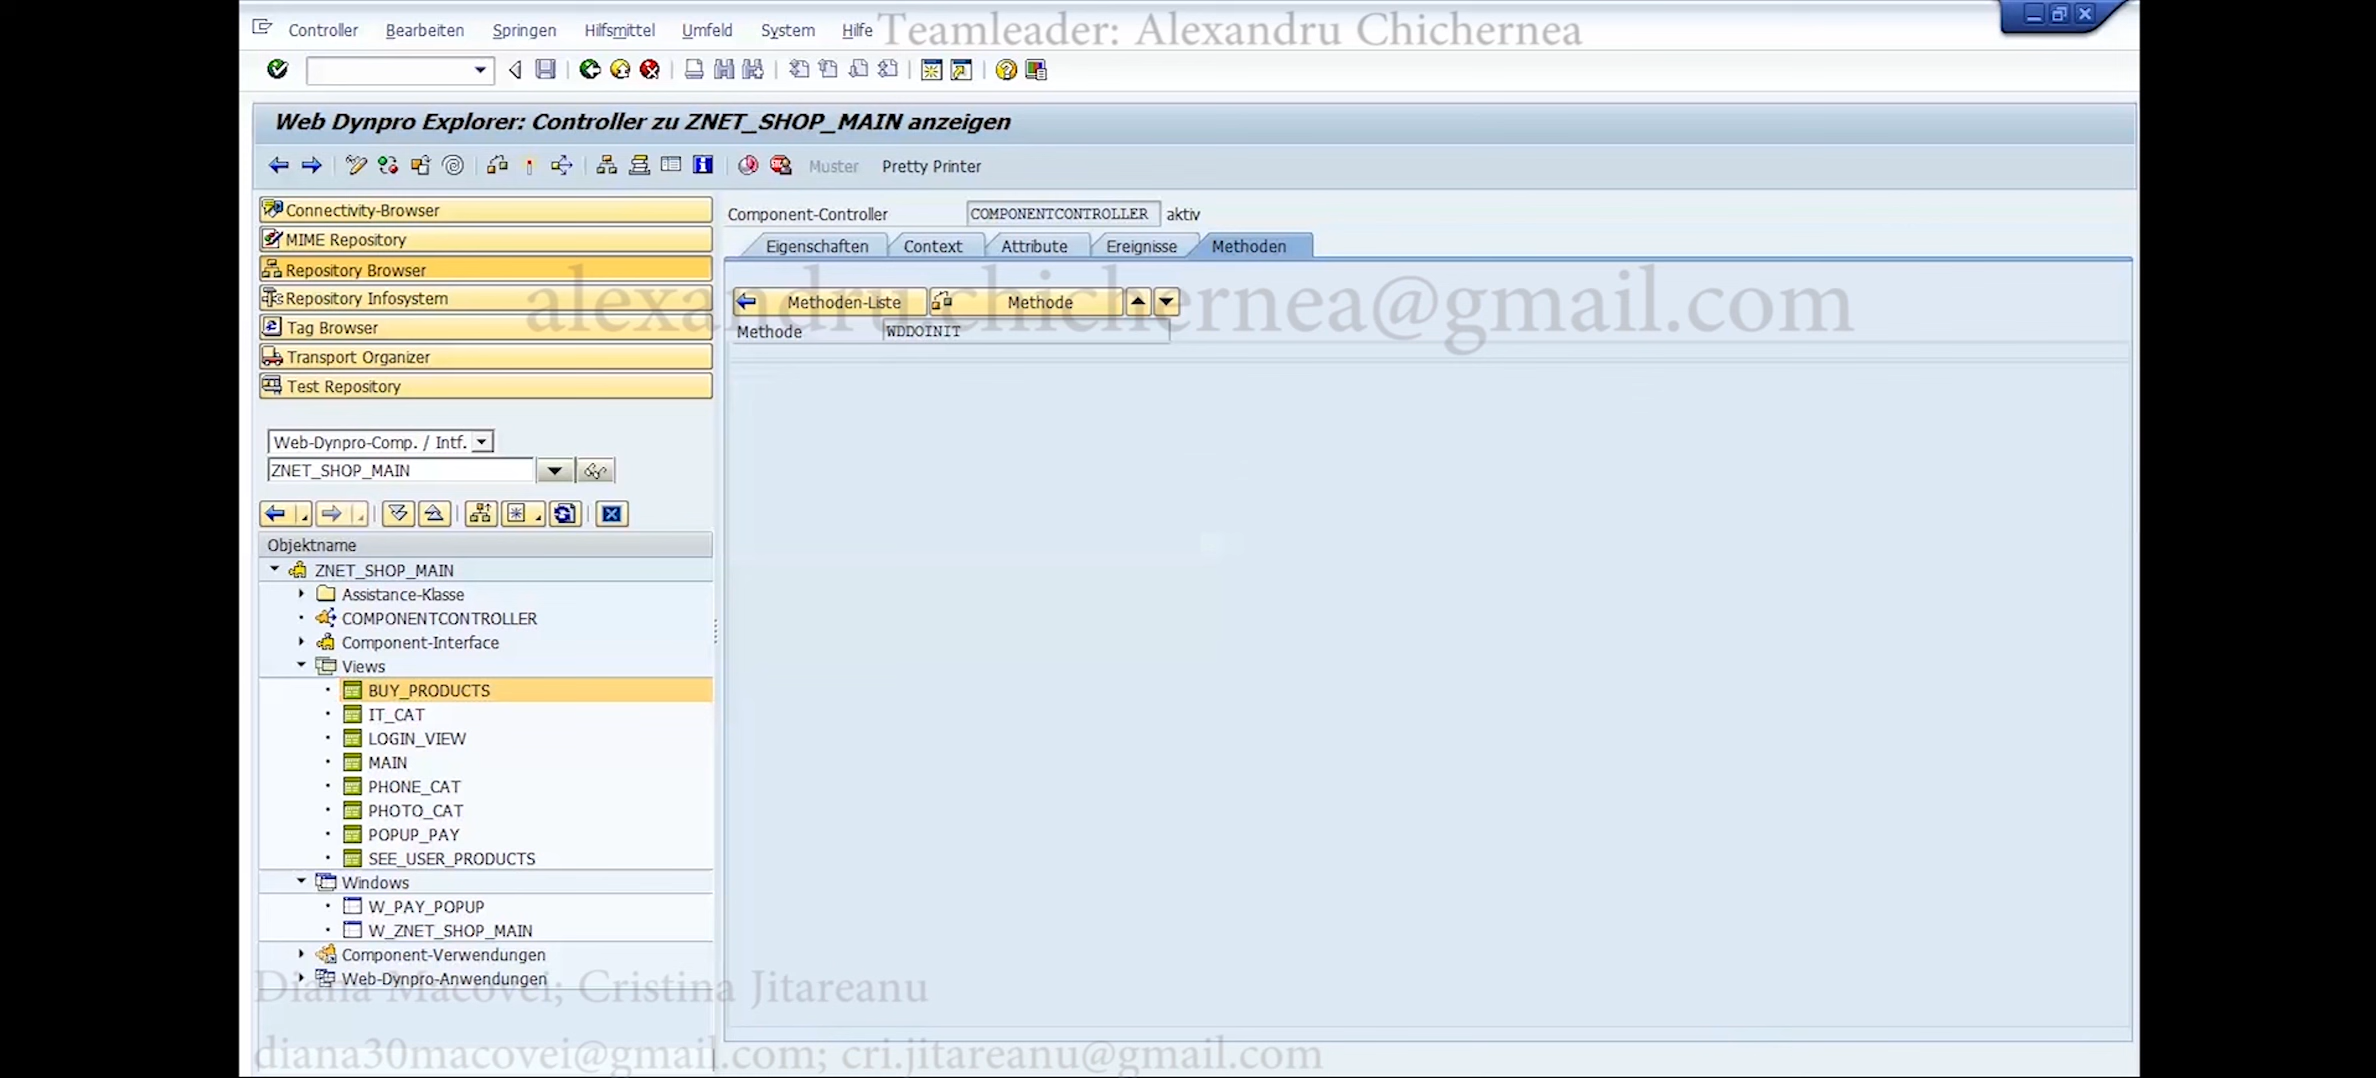 Controller Bearbeiten Springen Hilfsmittel Umfeld System Hilfe
Teamleader: Alexandru Chichernea
Web Dynpro Explorer: Controller zu ZNET_SHOP_MAIN anzeigen
Muster Pretty Printer
Connectivity-Browser
MIME Repository
Repository Browser
Repository Infosystem
Tag Browser
Transport Organizer
Test Repository
Web-Dynpro-Comp. / Intf.
ZNET_SHOP_MAIN
Objektname
ZNET_SHOP_MAIN
Assistance-Klasse
COMPONENTCONTROLLER
Component-Interface
Views
BUY_PRODUCTS
IT_CAT
LOGIN_VIEW
MAIN
PHONE_CAT
PHOTO_CAT
POPUP_PAY
SEE_USER_PRODUCTS
Windows
W_PAY_POPUP
W_ZNET_SHOP_MAIN
Component-Verwendungen
Web-Dynpro-Anwendungen
Component-Controller COMPONENTCONTROLLER aktiv
Eigenschaften Context Attribute Ereignisse Methoden
alexandru.chichernea@gmail.com
Methoden-Liste Methode
Methode WDDOINIT
Diana Macovei; Cristina Jitareanu
diana30macovei@gmail.com; cri.jitareanu@gmail.com